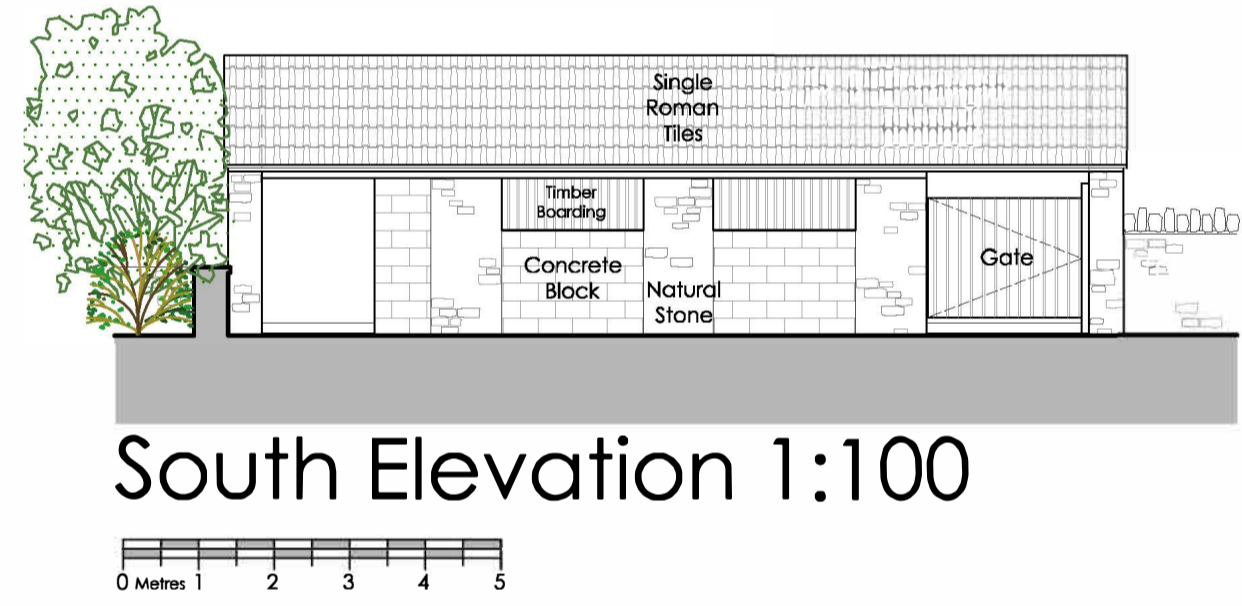 Single
Roman
Tiles
Timber
Boarding
Concrete
Block
Natural
Stone
Gate
South Elevation 1:100
0 Metres 1 2 3 4 5